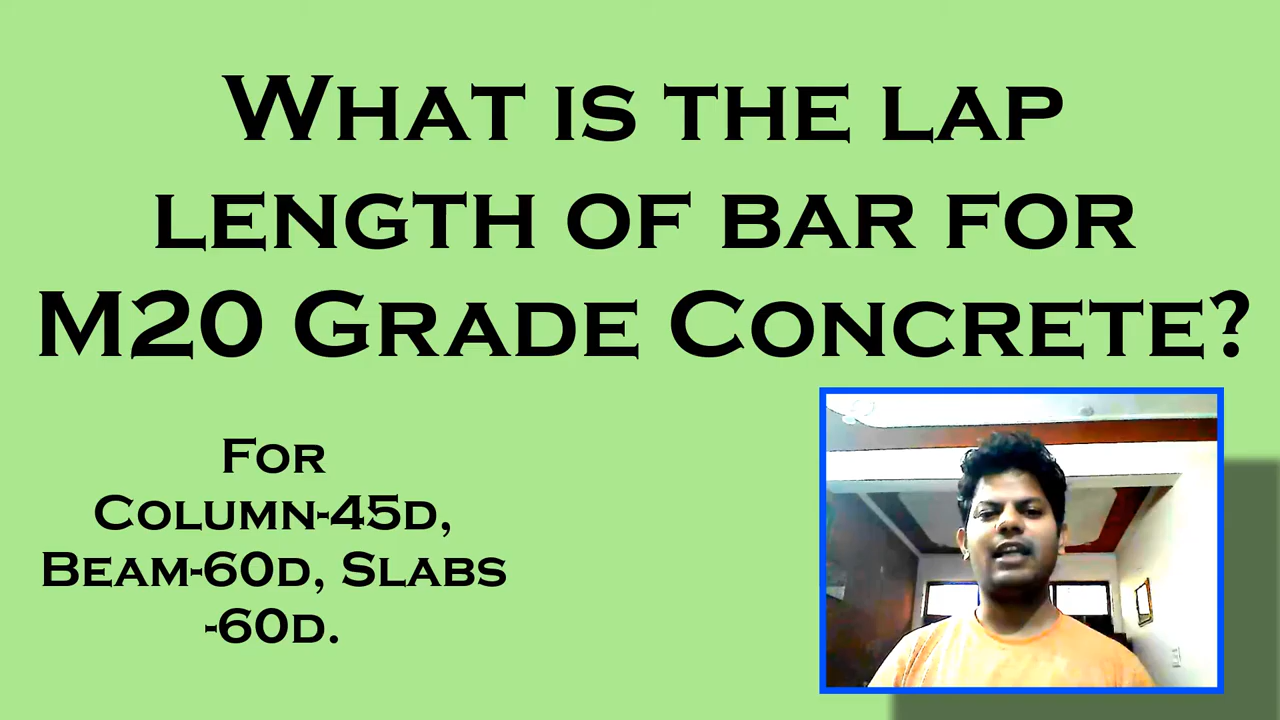 What is the lap
length of bar for
M20 Grade Concrete?
For
Column-45d,
Beam-60d, Slabs
-60d.